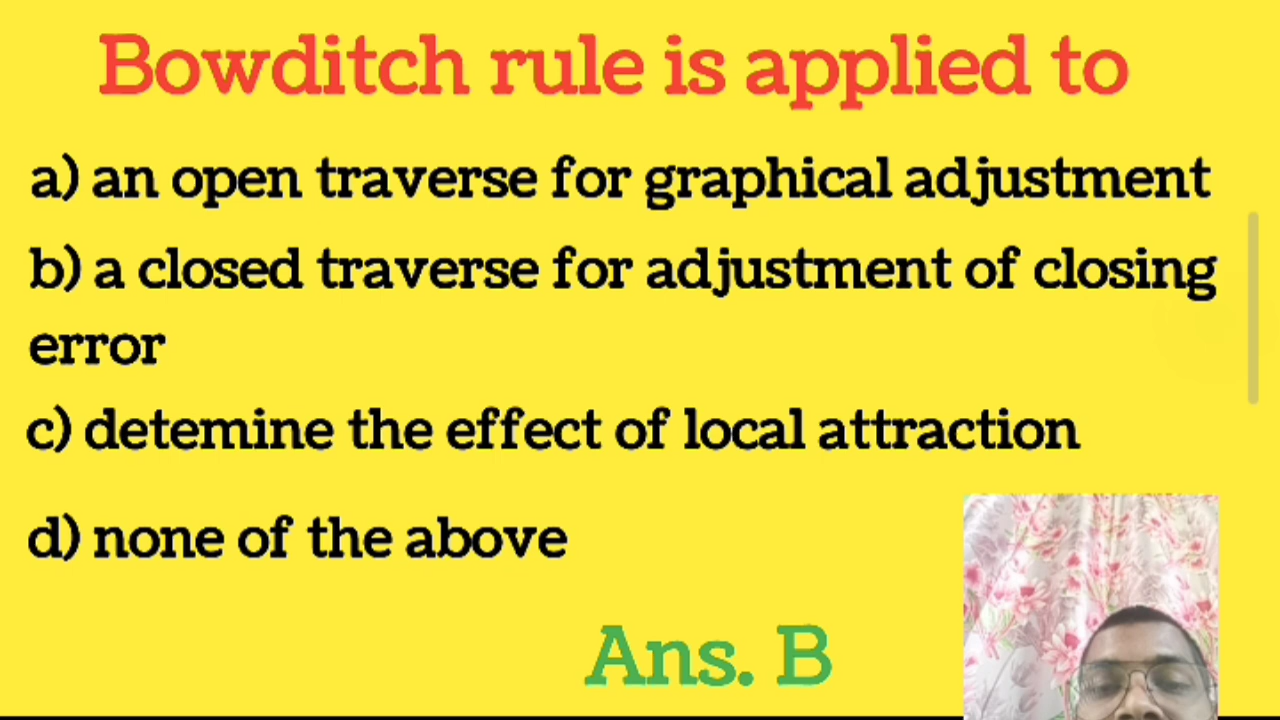 Bowditch rule is applied to
a) an open traverse for graphical adjustment
b) a closed traverse for adjustment of closing
error
c) detemine the effect of local attraction
d) none of the above
Ans. B